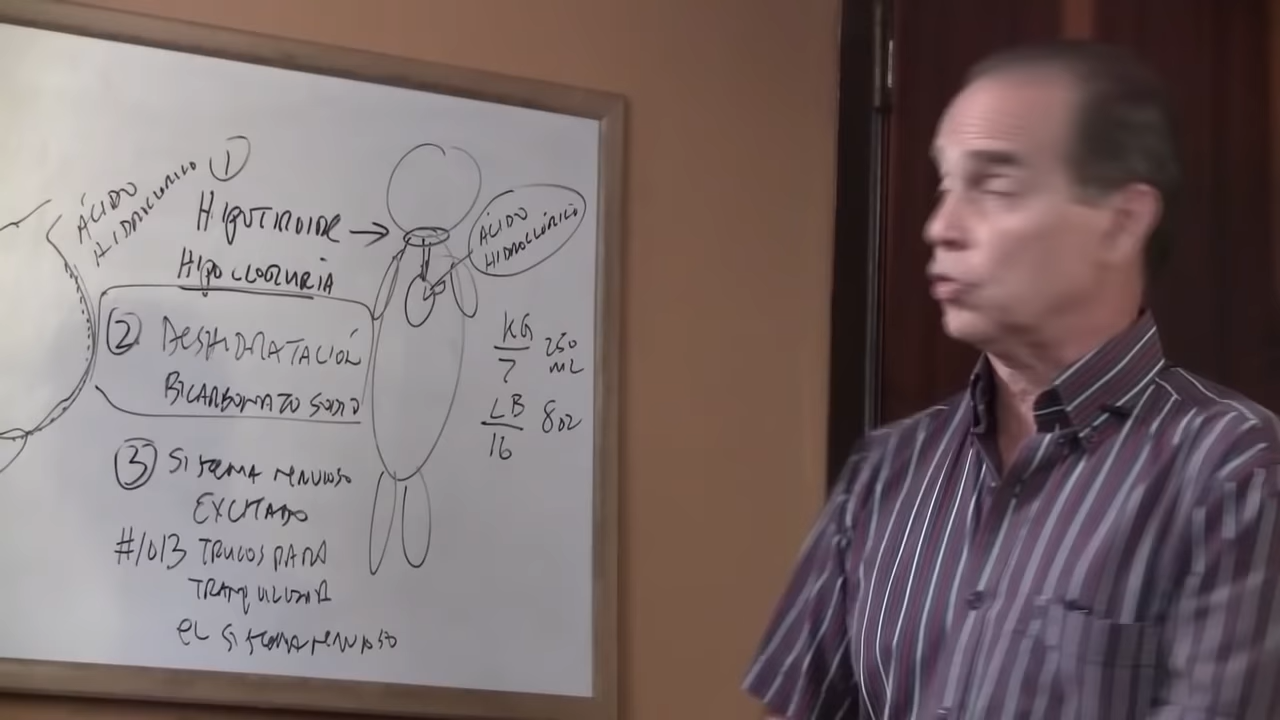 ÁCIDO
HIDROCLORICO
1
HIPOTIROIDE →
HIPOCLORURIA
ÁCIDO
HIDROCLÓRICO
2 DESHIDRATACIÓN
BICARBONATO SODIO
KG
7
250
ML
LB
16
8OZ
3 SISTEMA NERVIOSO
EXCITADO
#1013 TRUCOS PARA
TRANQUILIZAR
EL SISTEMA NERVIOSO